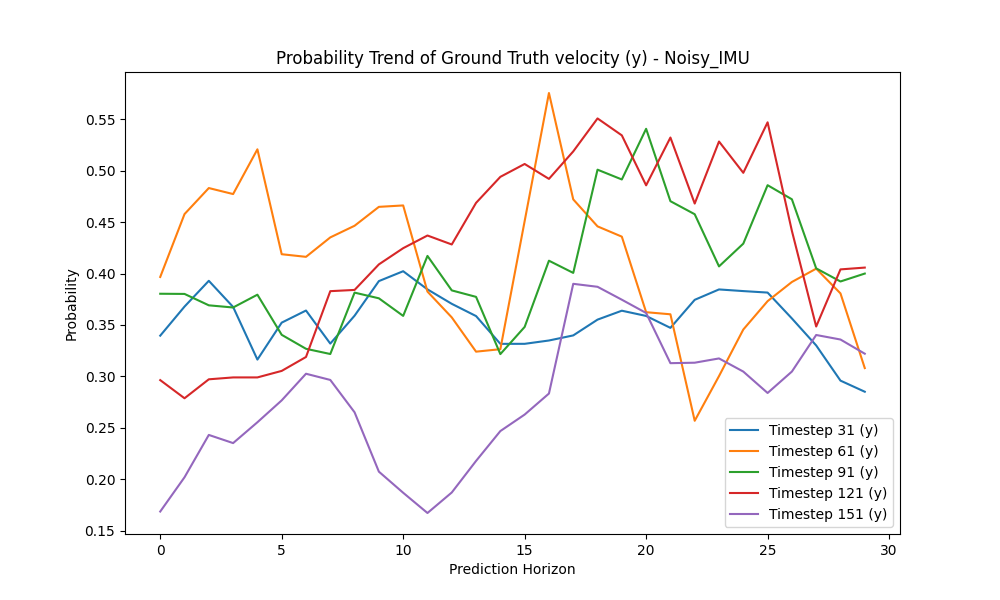 Probability Trend of Ground Truth velocity (y) - Noisy_IMU
Probability
0.55
0.50
0.45
0.40
0.35
0.30
0.25
0.20
0.15
0 5 10 15 20 25 30
Prediction Horizon
Timestep 31 (y)
Timestep 61 (y)
Timestep 91 (y)
Timestep 121 (y)
Timestep 151 (y)